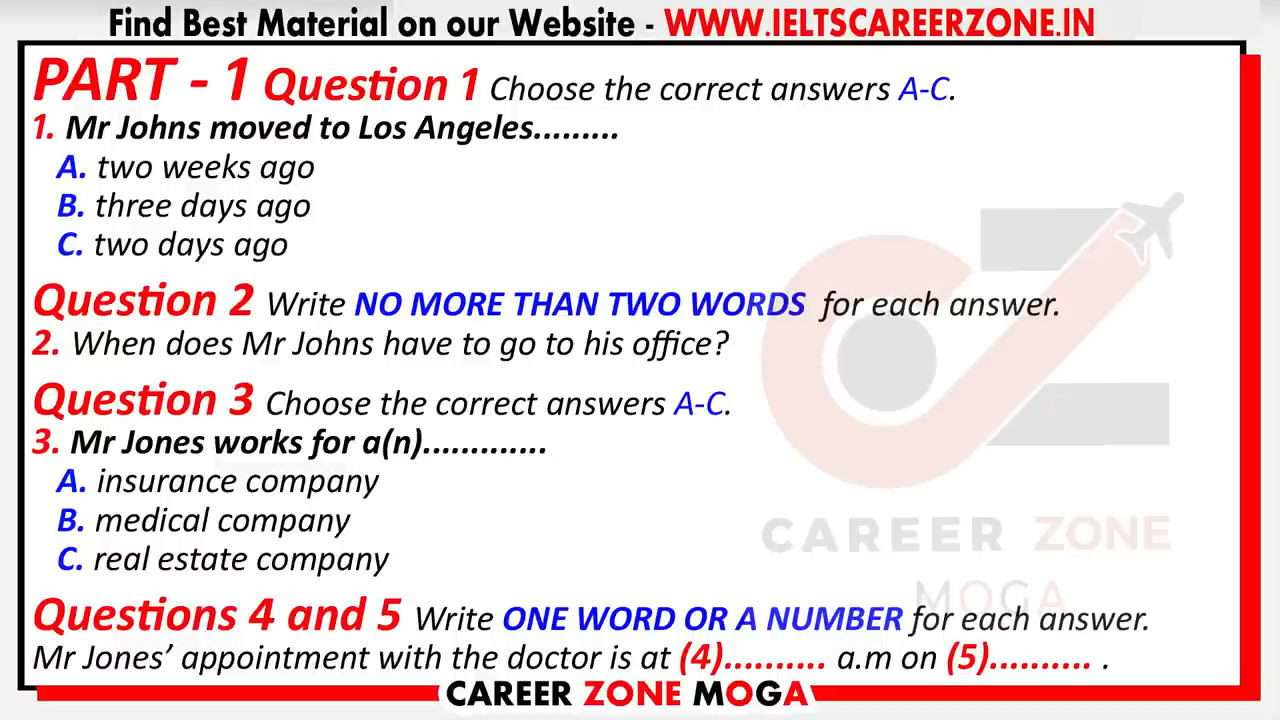 Find Best Material on our Website - WWW.IELTSCAREERZONE.IN
PART - 1 Question 1 Choose the correct answers A-C.
1. Mr Johns moved to Los Angeles.........
A. two weeks ago
B. three days ago
C. two days ago
Question 2 Write NO MORE THAN TWO WORDS for each answer.
2. When does Mr Johns have to go to his office?
Question 3 Choose the correct answers A-C.
3. Mr Jones works for a(n).............
A. insurance company
B. medical company
C. real estate company
CAREER ZONE
MOGA
Questions 4 and 5 Write ONE WORD OR A NUMBER for each answer.
Mr Jones’ appointment with the doctor is at (4).......... a.m on (5).......... .
CAREER ZONE MOGA